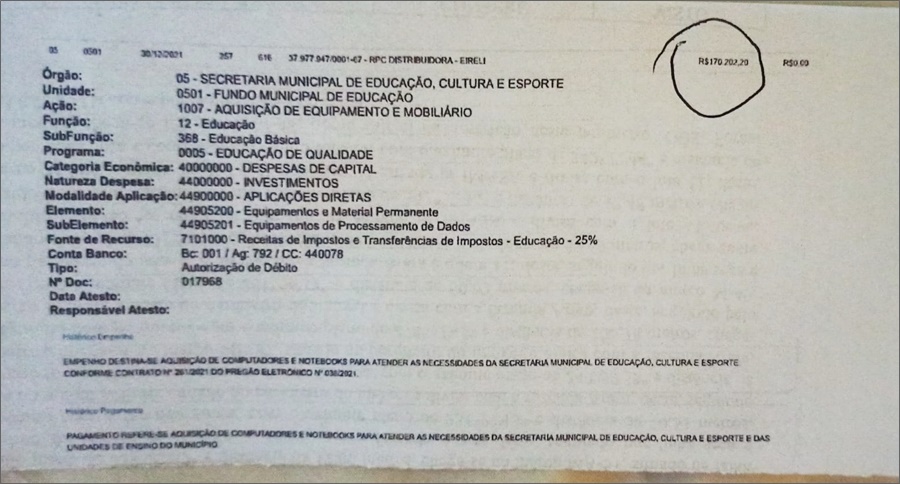 05 0501 30/12/2021 357 616 37.977.047/0001-67 - RPC DISTRIBUIDORA - EIRELI R$170.202,20 R$0,00
Órgão: 05 - SECRETARIA MUNICIPAL DE EDUCAÇÃO, CULTURA E ESPORTE
Unidade: 0501 - FUNDO MUNICIPAL DE EDUCAÇÃO
Ação: 1007 - AQUISIÇÃO DE EQUIPAMENTO E MOBILIÁRIO
Função: 12 - Educação
SubFunção: 368 - Educação Básica
Programa: 0005 - EDUCAÇÃO DE QUALIDADE
Categoria Econômica: 40000000 - DESPESAS DE CAPITAL
Natureza Despesa: 44000000 - INVESTIMENTOS
Modalidade Aplicação: 44900000 - APLICAÇÕES DIRETAS
Elemento: 44905200 - Equipamentos e Material Permanente
SubElemento: 44905201 - Equipamentos de Processamento de Dados
Fonte de Recurso: 7101000 - Receitas de Impostos e Transferências de Impostos - Educação - 25%
Conta Banco: Bc: 001 / Ag: 792 / CC: 440078
Tipo: Autorização de Débito
Nº Doc: 017968
Data Atesto:
Responsável Atesto:
Histórico Empenho
EMPENHO DESTINA-SE AQUISIÇÃO DE COMPUTADORES E NOTEBOOKS PARA ATENDER AS NECESSIDADES DA SECRETARIA MUNICIPAL DE EDUCAÇÃO, CULTURA E ESPORTE
CONFORME CONTRATO Nº 261/2021 DO PREGÃO ELETRÔNICO Nº 036/2021.
Histórico Pagamento
PAGAMENTO REFERE-SE AQUISIÇÃO DE COMPUTADORES E NOTEBOOKS PARA ATENDER AS NECESSIDADES DA SECRETARIA MUNICIPAL DE EDUCAÇÃO, CULTURA E ESPORTE E DAS
UNIDADES DE ENSINO DO MUNICÍPIO.